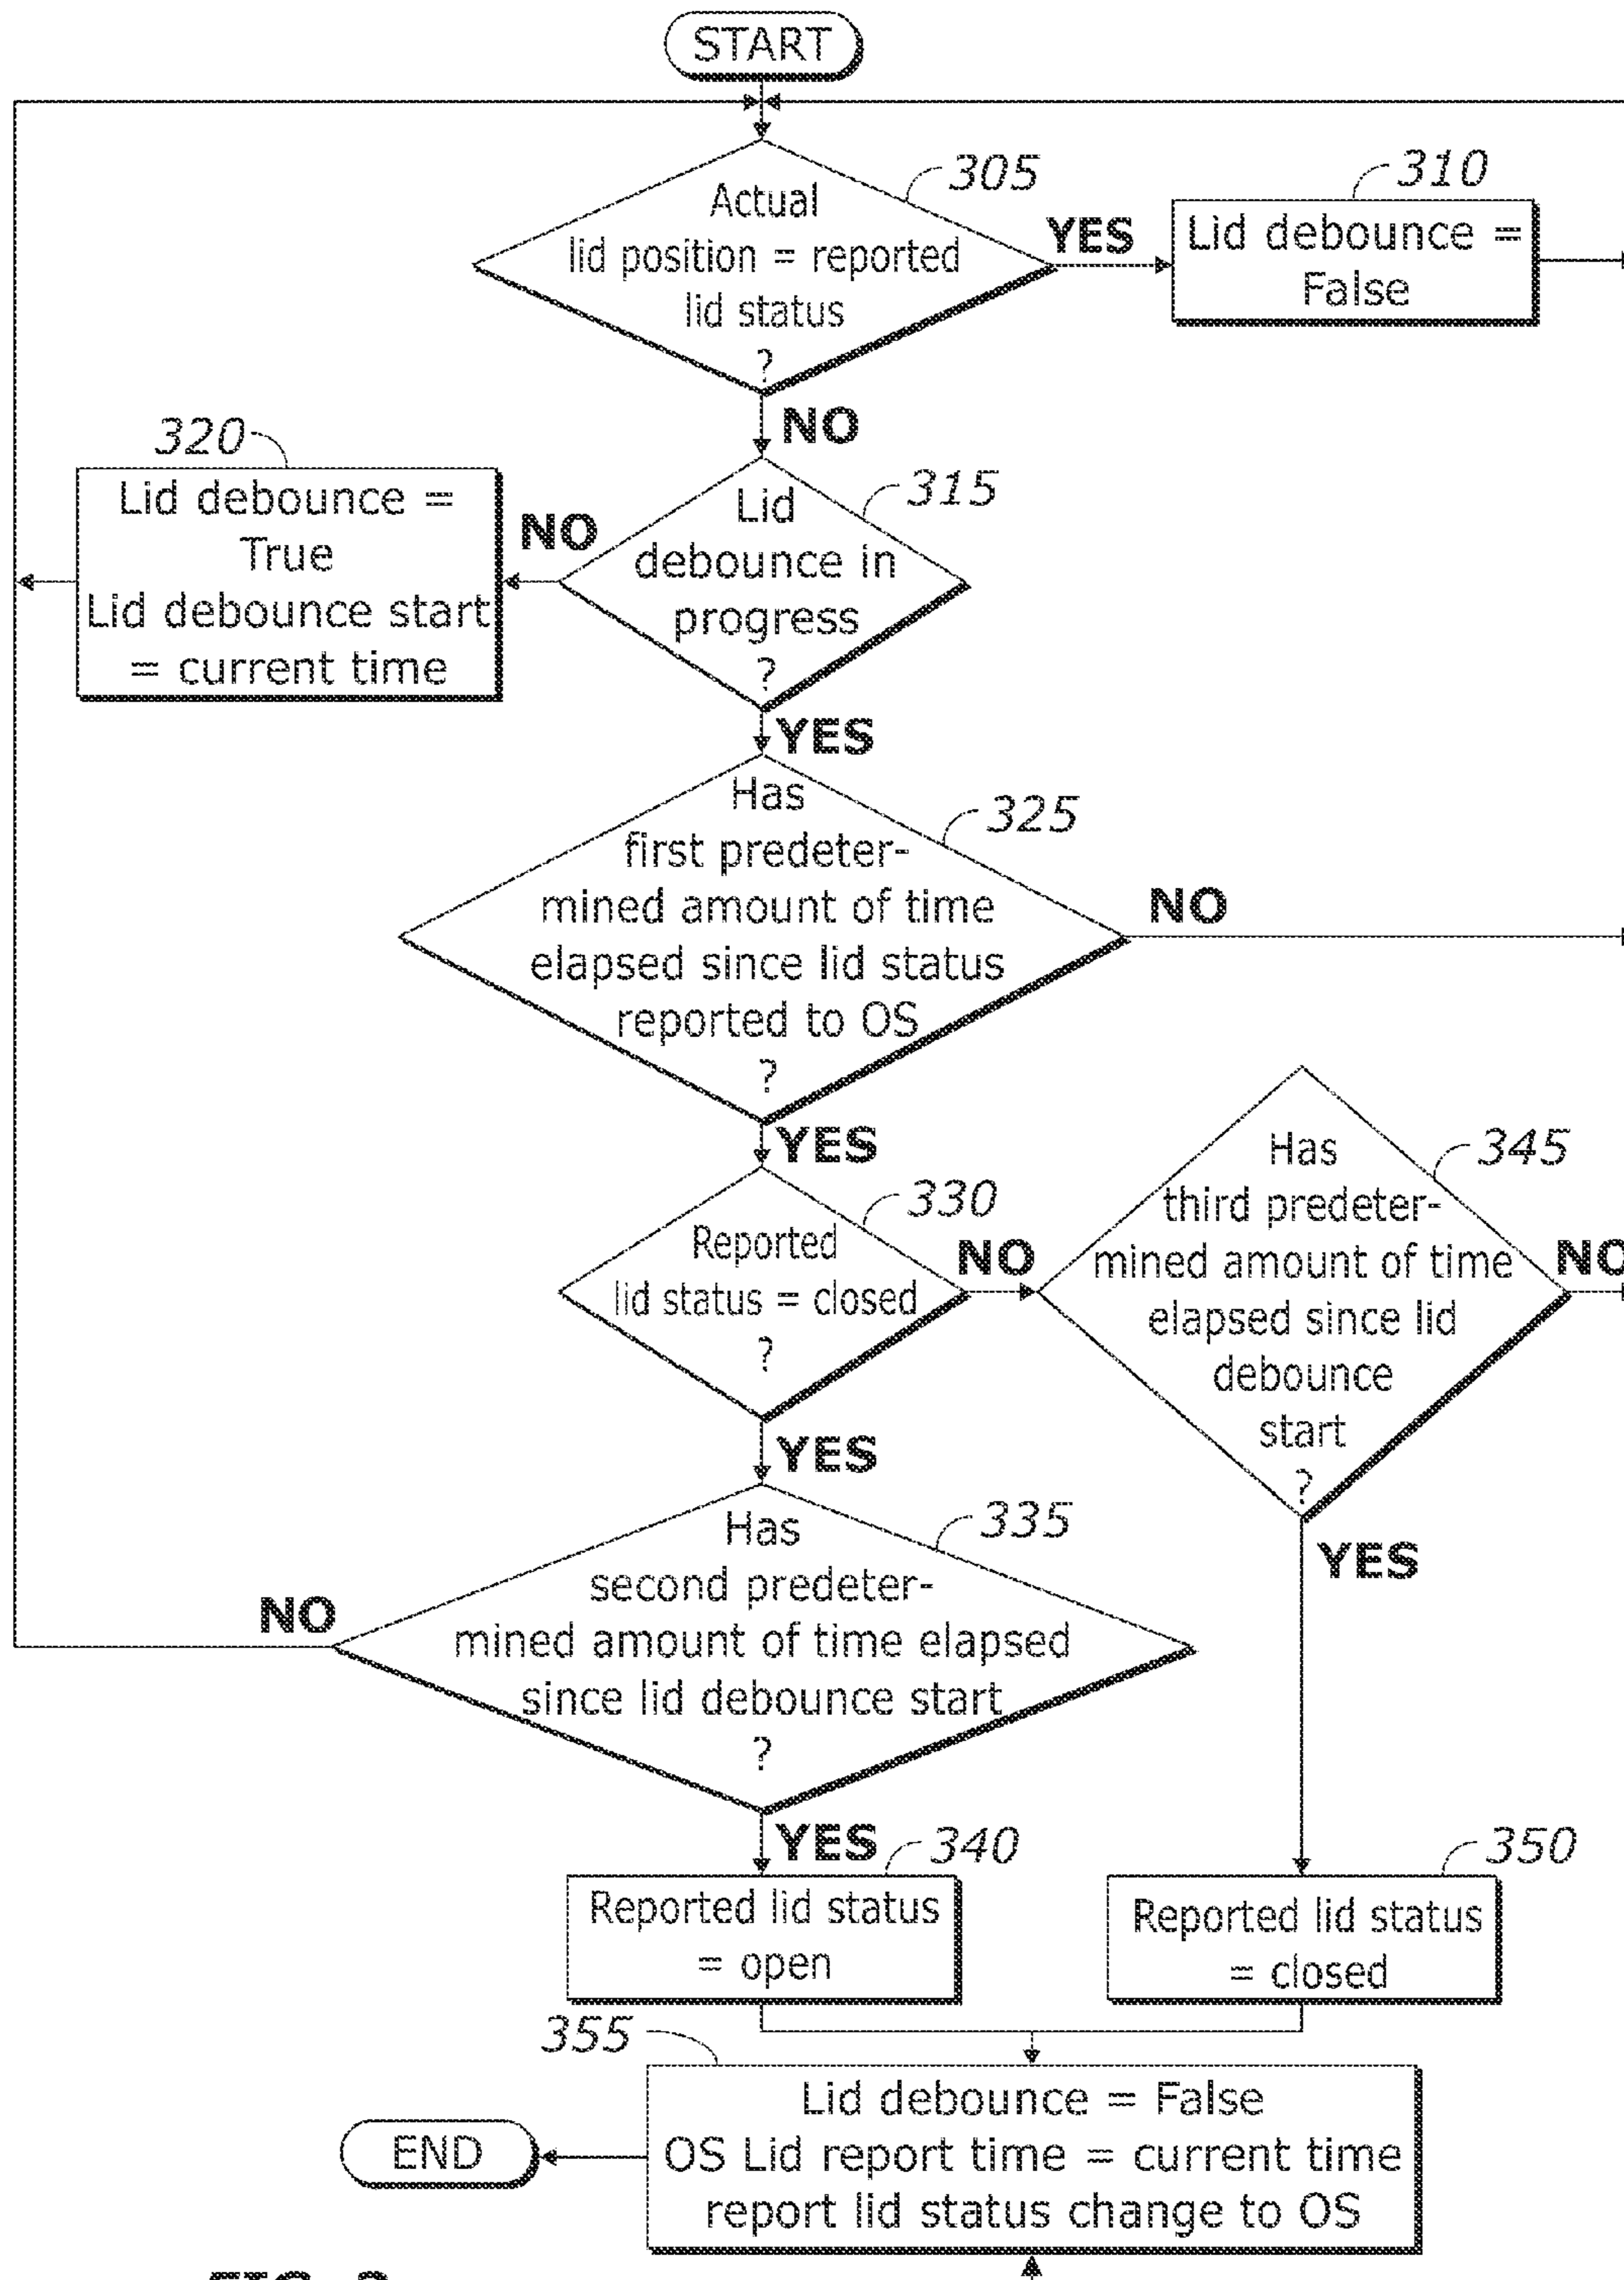 START
305
Actual
lid position = reported
lid status
?
YES
310
Lid debounce =
False
NO
320
Lid debounce =
True
Lid debounce start
= current time
NO
315
Lid
debounce in
progress
?
YES
325
Has
first predeter-
mined amount of time
elapsed since lid status
reported to OS
?
NO
YES
330
Reported
lid status = closed
?
NO
345
Has
third predeter-
mined amount of time
elapsed since lid
debounce
start
?
NO
YES
YES
335
Has
second predeter-
mined amount of time elapsed
since lid debounce start
?
NO
YES
340
Reported lid status
= open
350
Reported lid status
= closed
355
Lid debounce = False
OS Lid report time = current time
report lid status change to OS
END